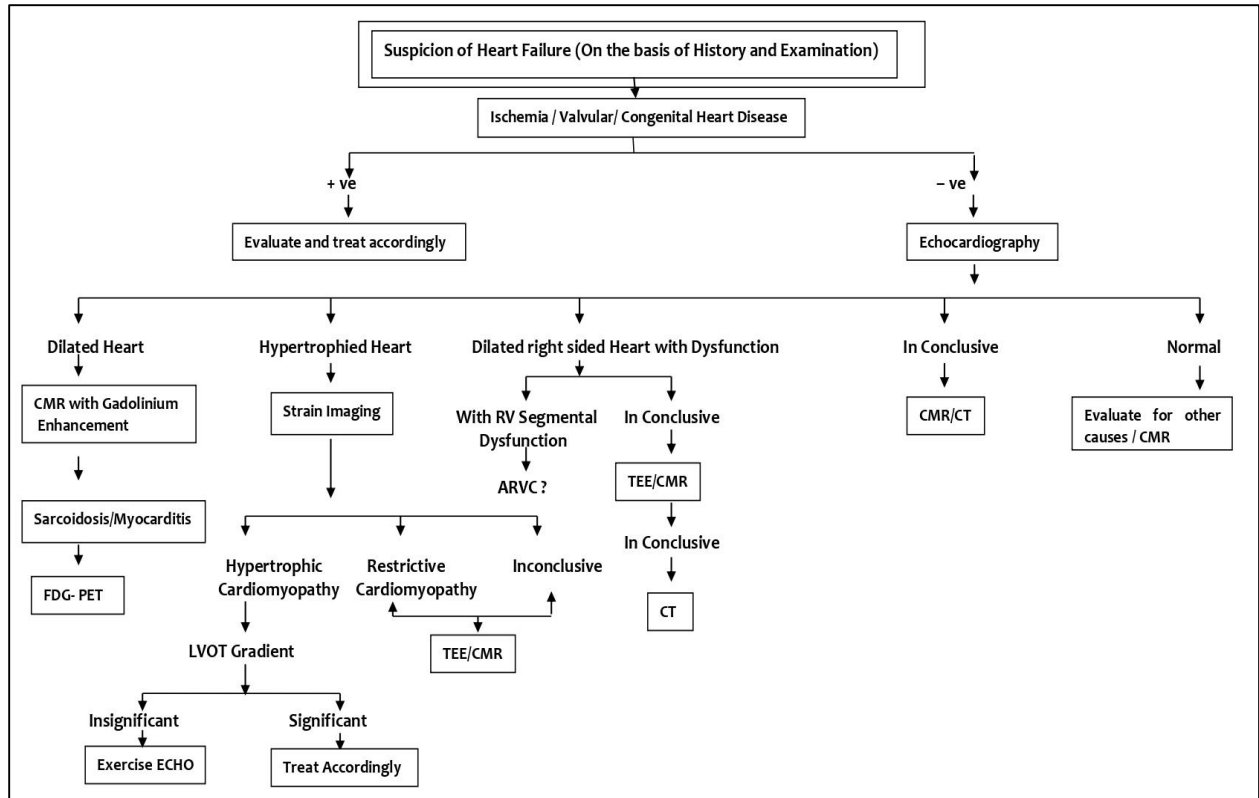 Suspicion of Heart Failure (On the basis of History and Examination)
Ischemia / Valvular/ Congenital Heart Disease
+ ve
– ve
Evaluate and treat accordingly
Echocardiography
Dilated Heart
Hypertrophied Heart
Dilated right sided Heart with Dysfunction
In Conclusive
Normal
CMR with Gadolinium
Enhancement
Strain Imaging
With RV Segmental
Dysfunction
In Conclusive
CMR/CT
Evaluate for other
causes / CMR
ARVC ?
TEE/CMR
Sarcoidosis/Myocarditis
In Conclusive
Hypertrophic
Cardiomyopathy
Restrictive
Cardiomyopathy
Inconclusive
FDG- PET
CT
LVOT Gradient
TEE/CMR
Insignificant
Significant
Exercise ECHO
Treat Accordingly